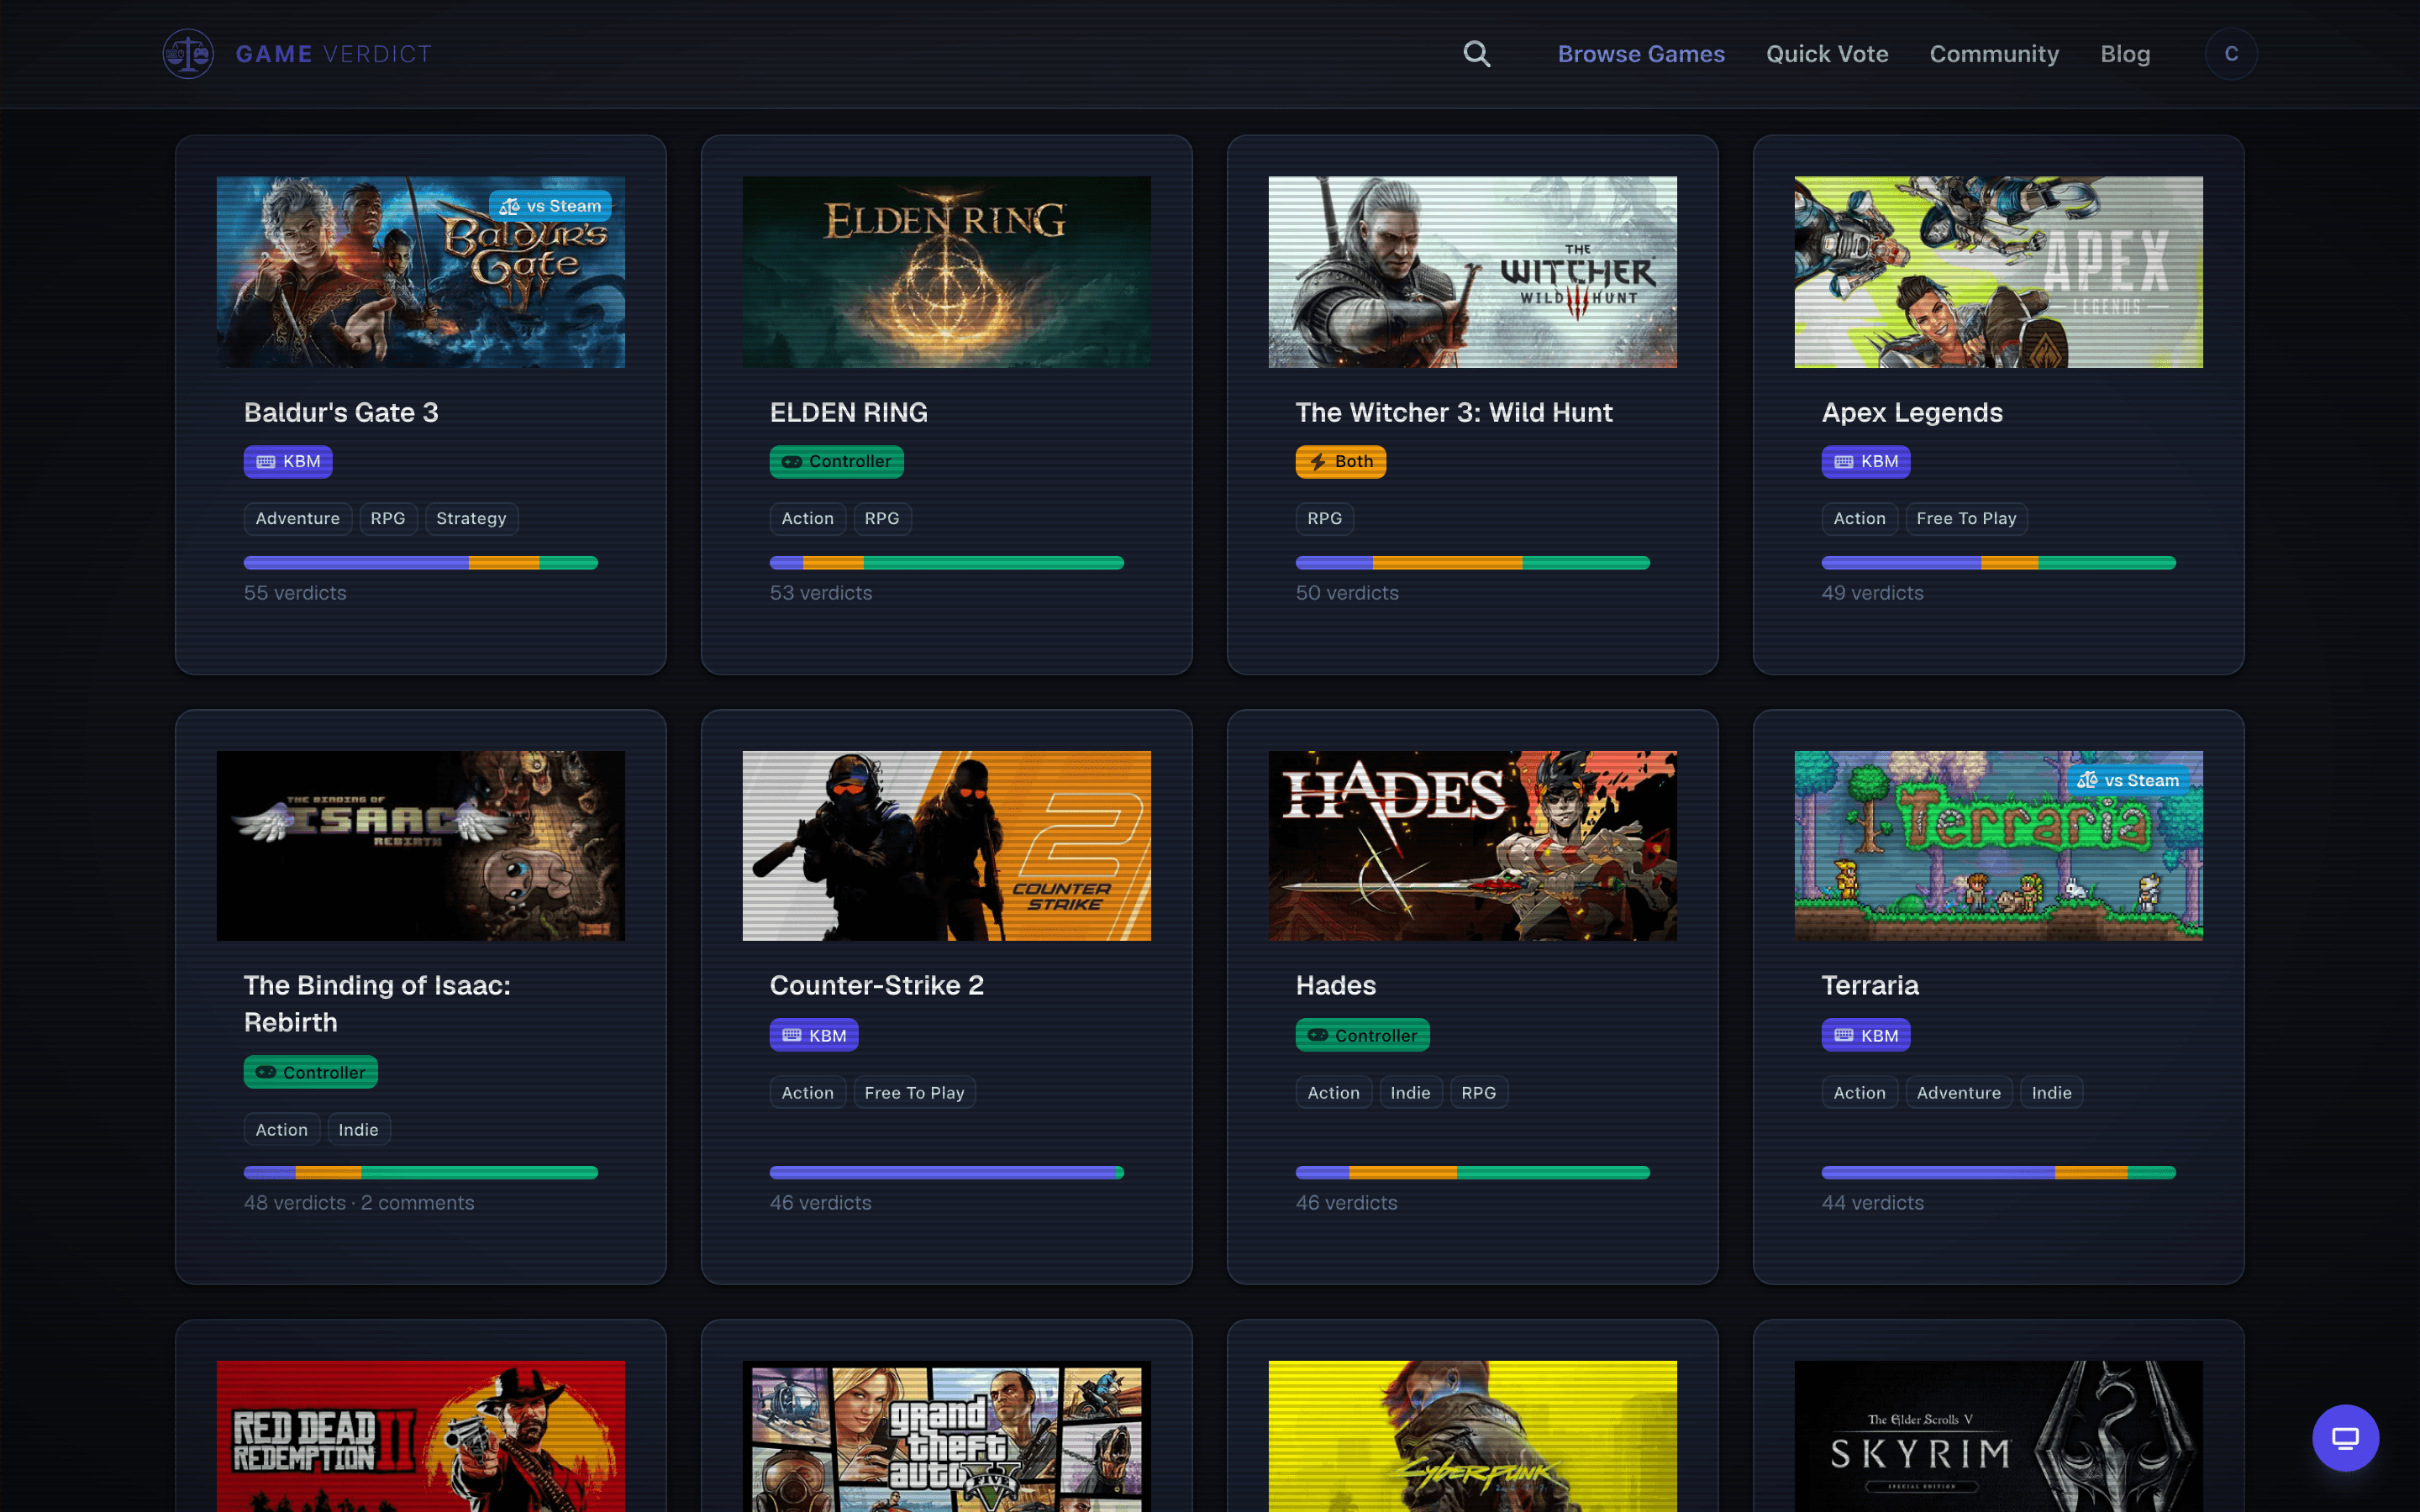 GAME VERDICT
Browse Games
Quick Vote
Community
Blog
C
vs Steam
BALDUR'S
GATE
ELDEN RING
THE
WITCHER
WILD HUNT
APEX
LEGENDS
Baldur's Gate 3
KBM
Adventure RPG Strategy
55 verdicts
ELDEN RING
Controller
Action RPG
53 verdicts
The Witcher 3: Wild Hunt
Both
RPG
50 verdicts
Apex Legends
KBM
Action Free To Play
49 verdicts
THE BINDING OF
ISAAC
REBIRTH
2
COUNTER
STRIKE
HADES
vs Steam
Terraria
The Binding of Isaac:
Rebirth
Controller
Action Indie
48 verdicts · 2 comments
Counter-Strike 2
KBM
Action Free To Play
46 verdicts
Hades
Controller
Action Indie RPG
46 verdicts
Terraria
KBM
Action Adventure Indie
44 verdicts
RED DEAD
REDEMPTION II
grand
theft
auto
FIVE
V
Cyberpunk
The Elder Scrolls V
SKYRIM
SPECIAL EDITION